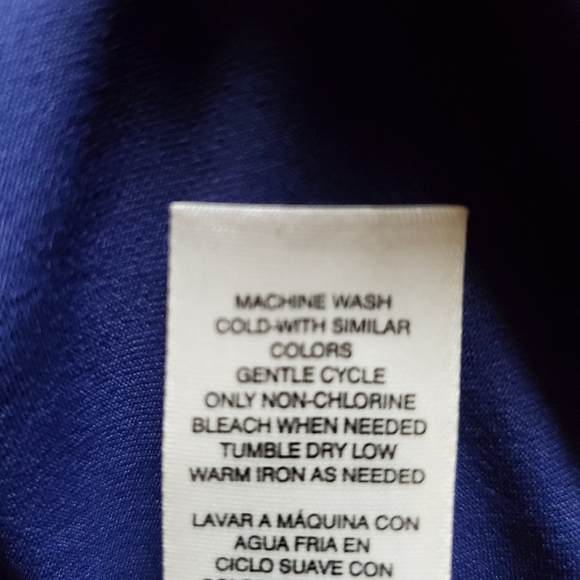 MACHINE WASH
COLD-WITH SIMILAR
COLORS
GENTLE CYCLE
ONLY NON-CHLORINE
BLEACH WHEN NEEDED
TUMBLE DRY LOW
WARM IRON AS NEEDED
LAVAR A MÁQUINA CON
AGUA FRIA EN
CICLO SUAVE CON